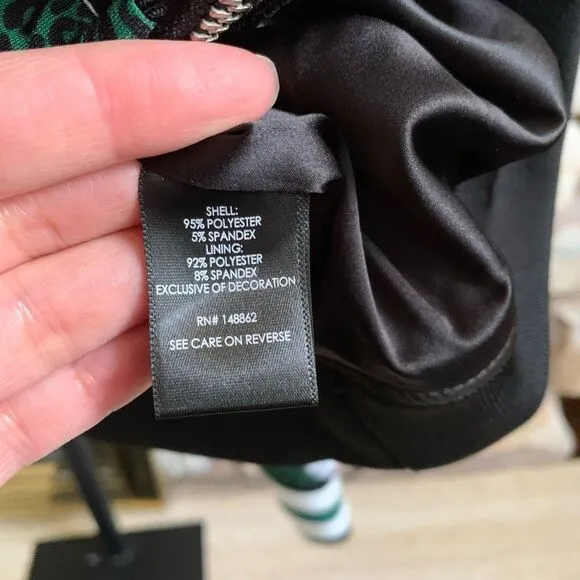 SHELL:
95% POLYESTER
5% SPANDEX
LINING:
92% POLYESTER
8% SPANDEX
EXCLUSIVE OF DECORATION
RN# 148862
SEE CARE ON REVERSE